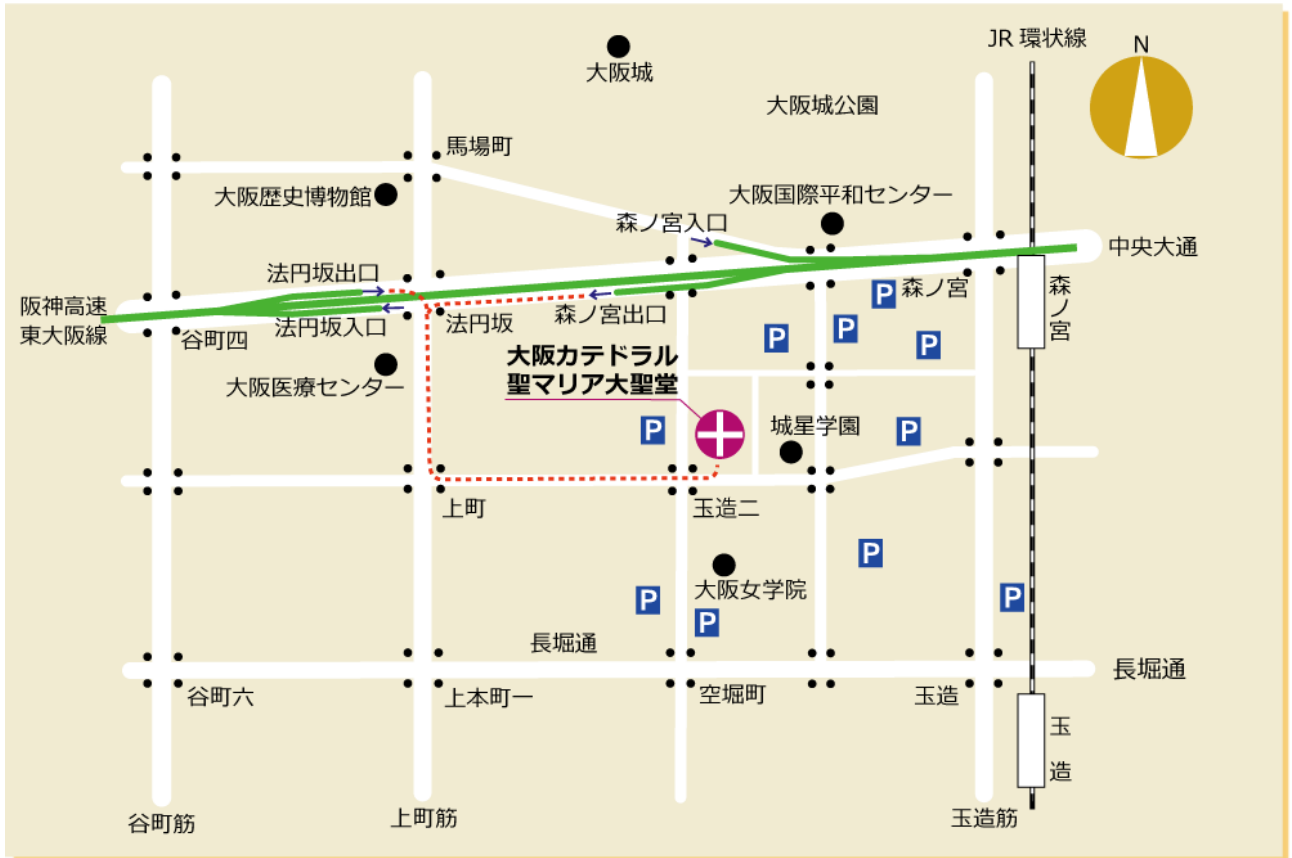 JR 環状線
N
大阪城
大阪城公園
馬場町
大阪歴史博物館
大阪国際平和センター
森ノ宮入口
中央大通
法円坂出口
阪神高速
東大阪線
谷町四
法円坂入口
法円坂
森ノ宮出口
P
森ノ宮
森ノ宮
P
P
P
大阪医療センター
大阪カテドラル
聖マリア大聖堂
P
城星学園
P
上町
玉造二
P
大阪女学院
P
P
P
長堀通
長堀通
谷町六
上本町一
空堀町
玉造
玉造
谷町筋
上町筋
玉造筋